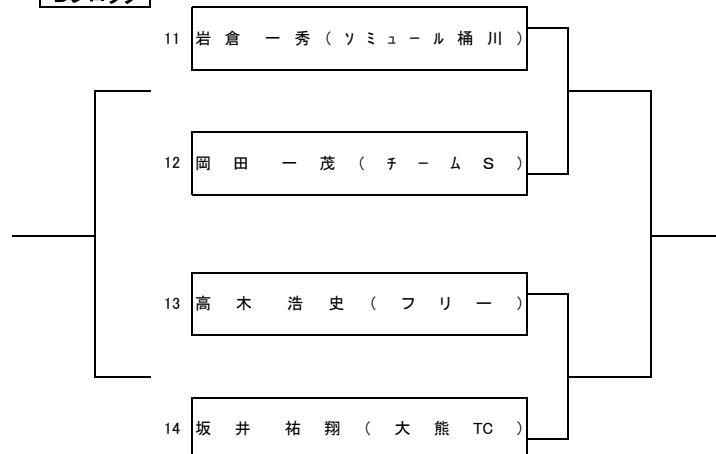 11 岩倉 一秀(ソミュール桶川)
12 岡田 一茂(チームS)
13 高木 浩史(フリー)
14 坂井 祐翔(大熊TC)